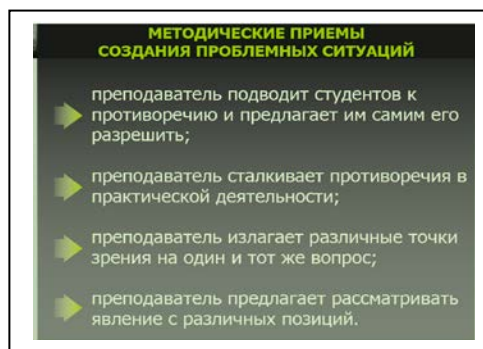 МЕТОДИЧЕСКИЕ ПРИЕМЫ
СОЗДАНИЯ ПРОБЛЕМНЫХ СИТУАЦИЙ
преподаватель подводит студентов к
противоречию и предлагает им самим его
разрешить;
преподаватель сталкивает противоречия в
практической деятельности;
преподаватель излагает различные точки
зрения на один и тот же вопрос;
преподаватель предлагает рассматривать
явление с различных позиций.